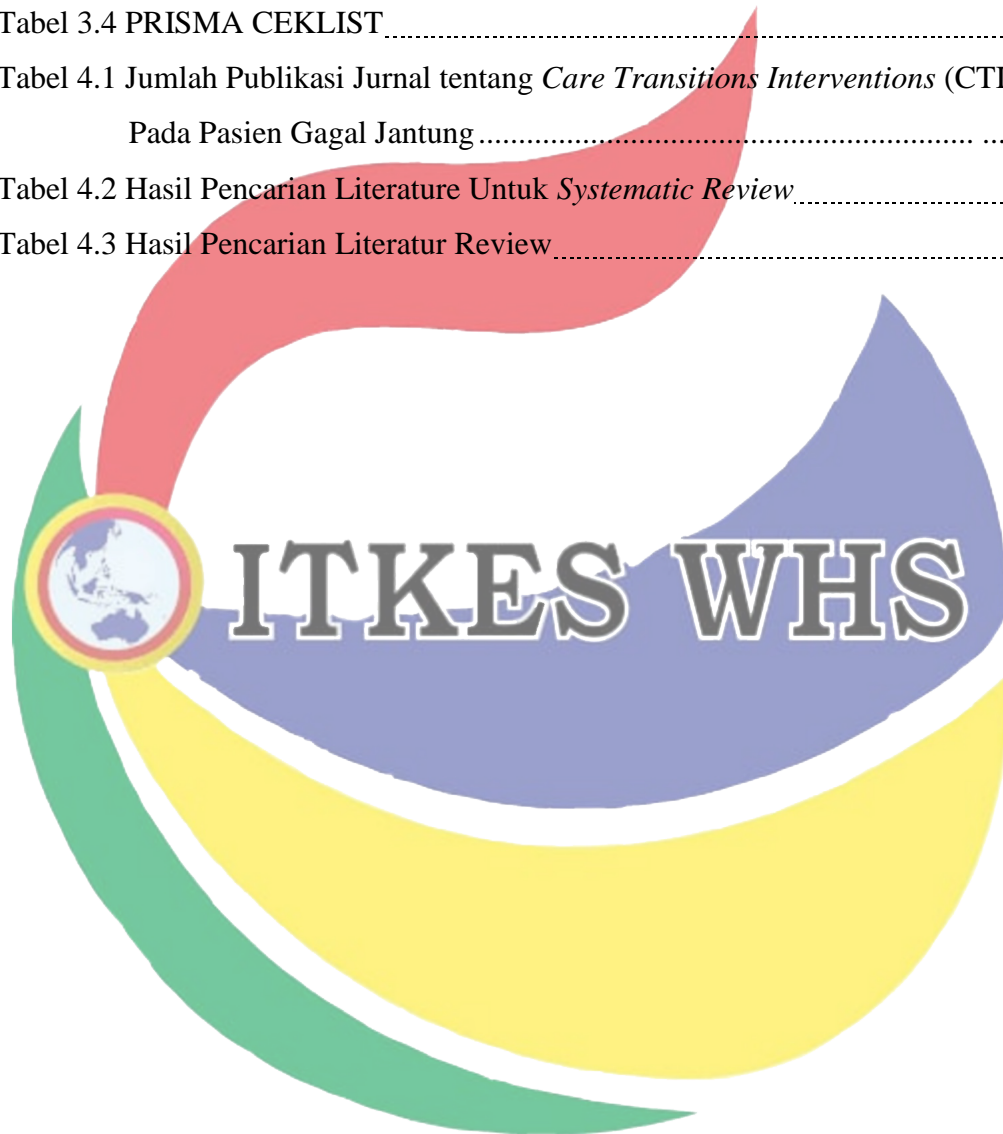 Tabel 3.4 PRISMA CEKLIST
Tabel 4.1 Jumlah Publikasi Jurnal tentang Care Transitions Interventions (CTI
Pada Pasien Gagal Jantung........................................................ ...
Tabel 4.2 Hasil Pencarian Literature Untuk Systematic Review
Tabel 4.3 Hasil Pencarian Literatur Review
ITKES WHS